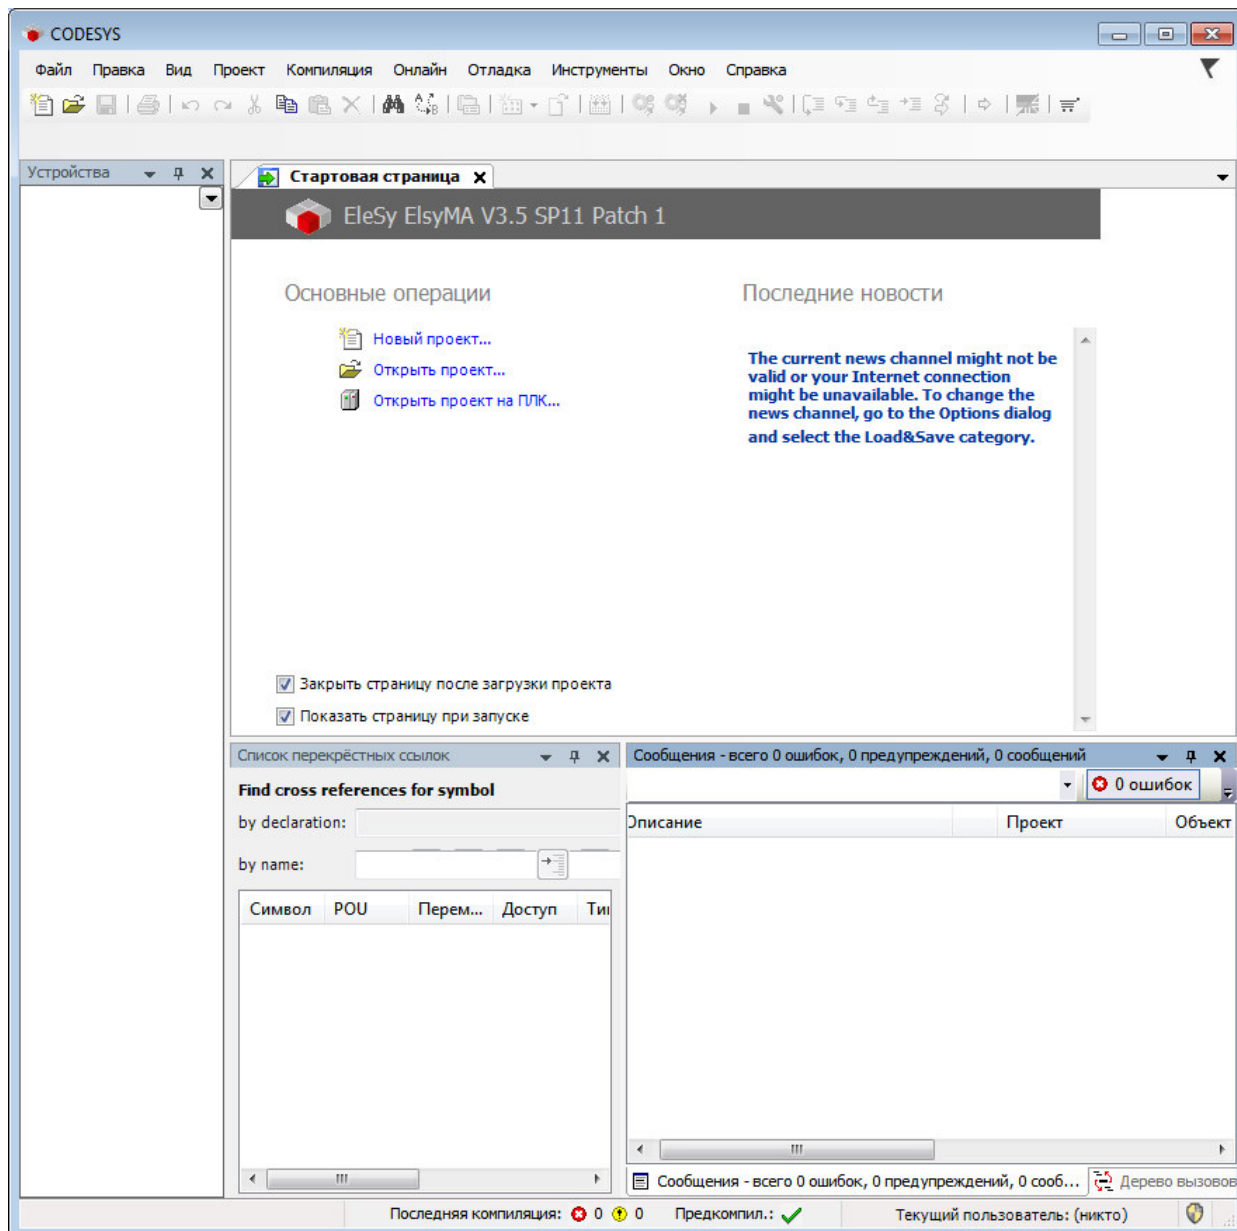 CODESYS
Файл Правка Вид Проект Компиляция Онлайн Отладка Инструменты Окно Справка
Устройства
Стартовая страница
EleSy ElsyMA V3.5 SP11 Patch 1
Основные операции
Новый проект...
Открыть проект...
Открыть проект на ПЛК...
Последние новости
The current news channel might not be
valid or your Internet connection
might be unavailable. To change the
news channel, go to the Options dialog
and select the Load&Save category.
Закрыть страницу после загрузки проекта
Показать страницу при запуске
Список перекрёстных ссылок
Find cross references for symbol
by declaration:
by name:
Символ POU Перем... Доступ Ти
Сообщения - всего 0 ошибок, 0 предупреждений, 0 сообщений
0 ошибок
Описание Проект Объект
Сообщения - всего 0 ошибок, 0 предупреждений, 0 сооб... Дерево вызовов
Последняя компиляция: 0 0 Предкомпил.: Текущий пользователь: (никто)